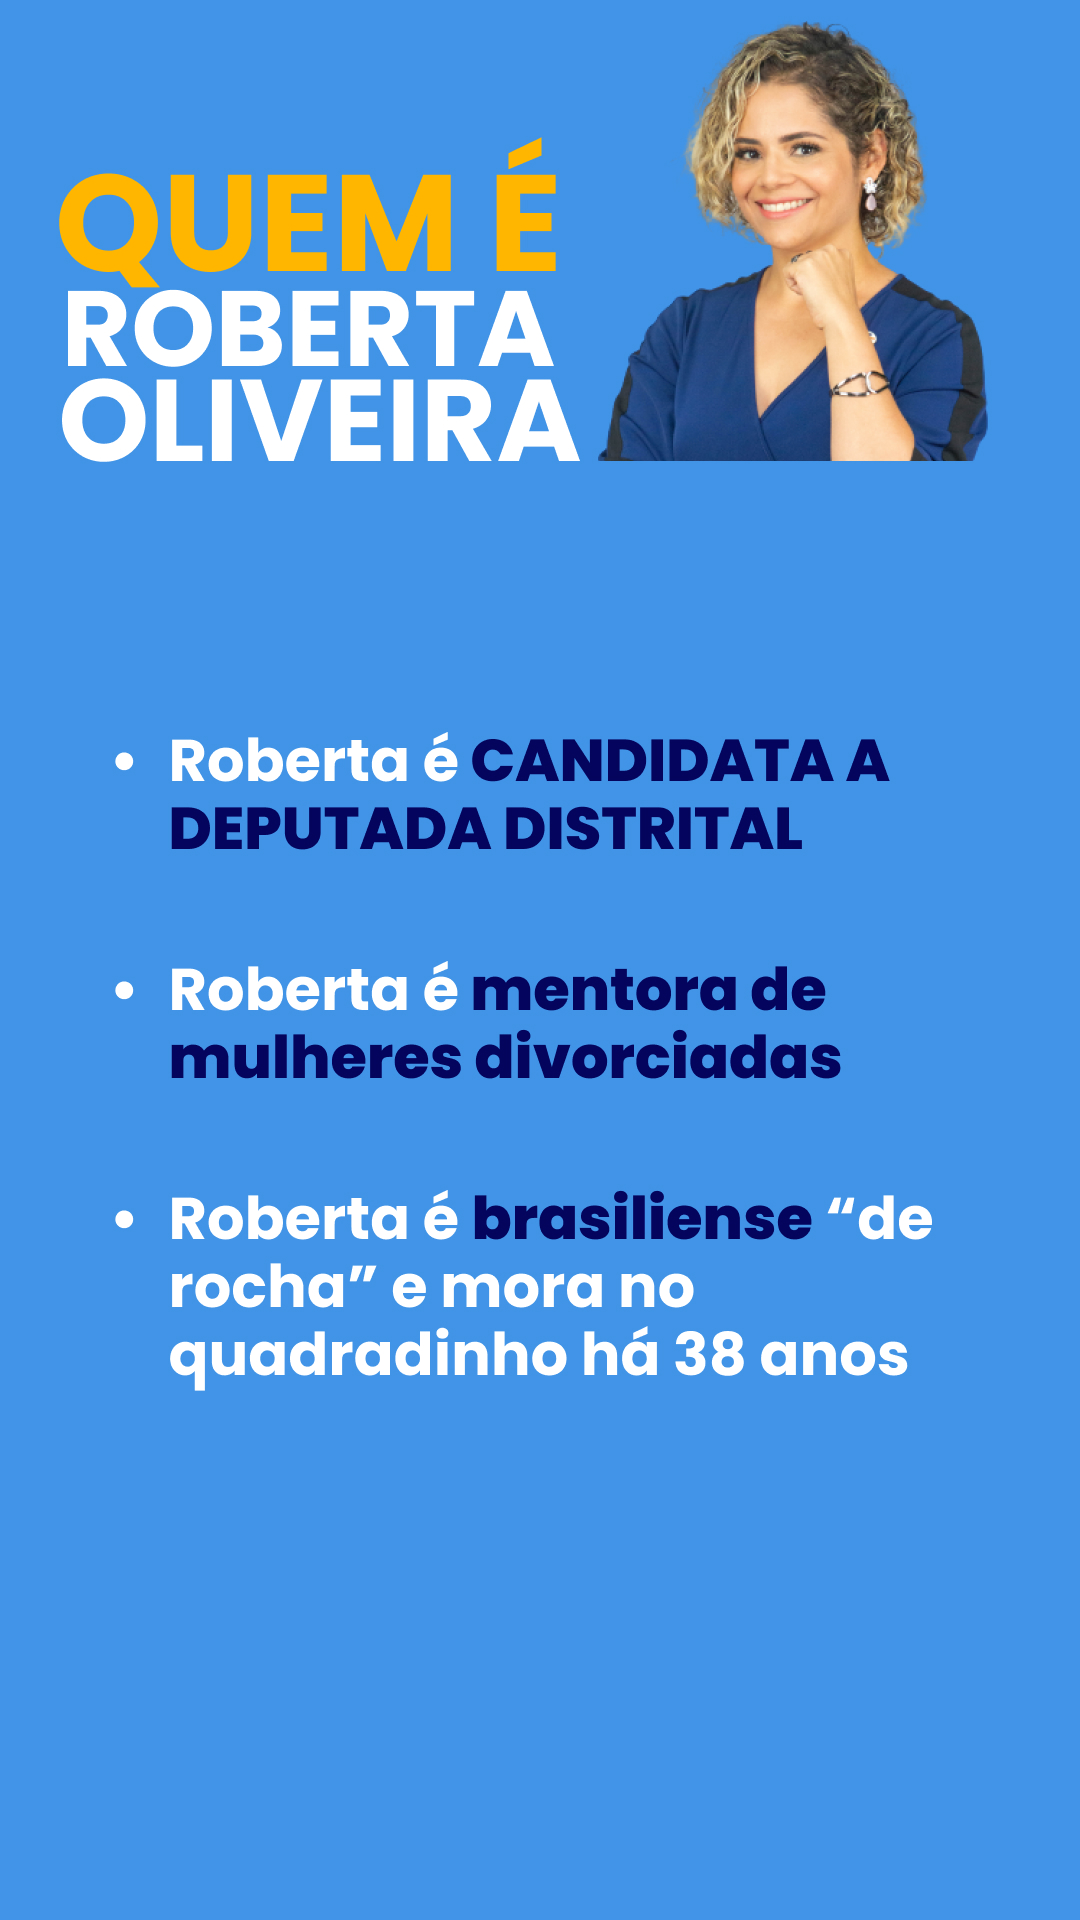 QUEM É
ROBERTA
OLIVEIRA
• Roberta é CANDIDATA A
DEPUTADA DISTRITAL
• Roberta é mentora de
mulheres divorciadas
• Roberta é brasiliense “de
rocha” e mora no
quadradinho há 38 anos